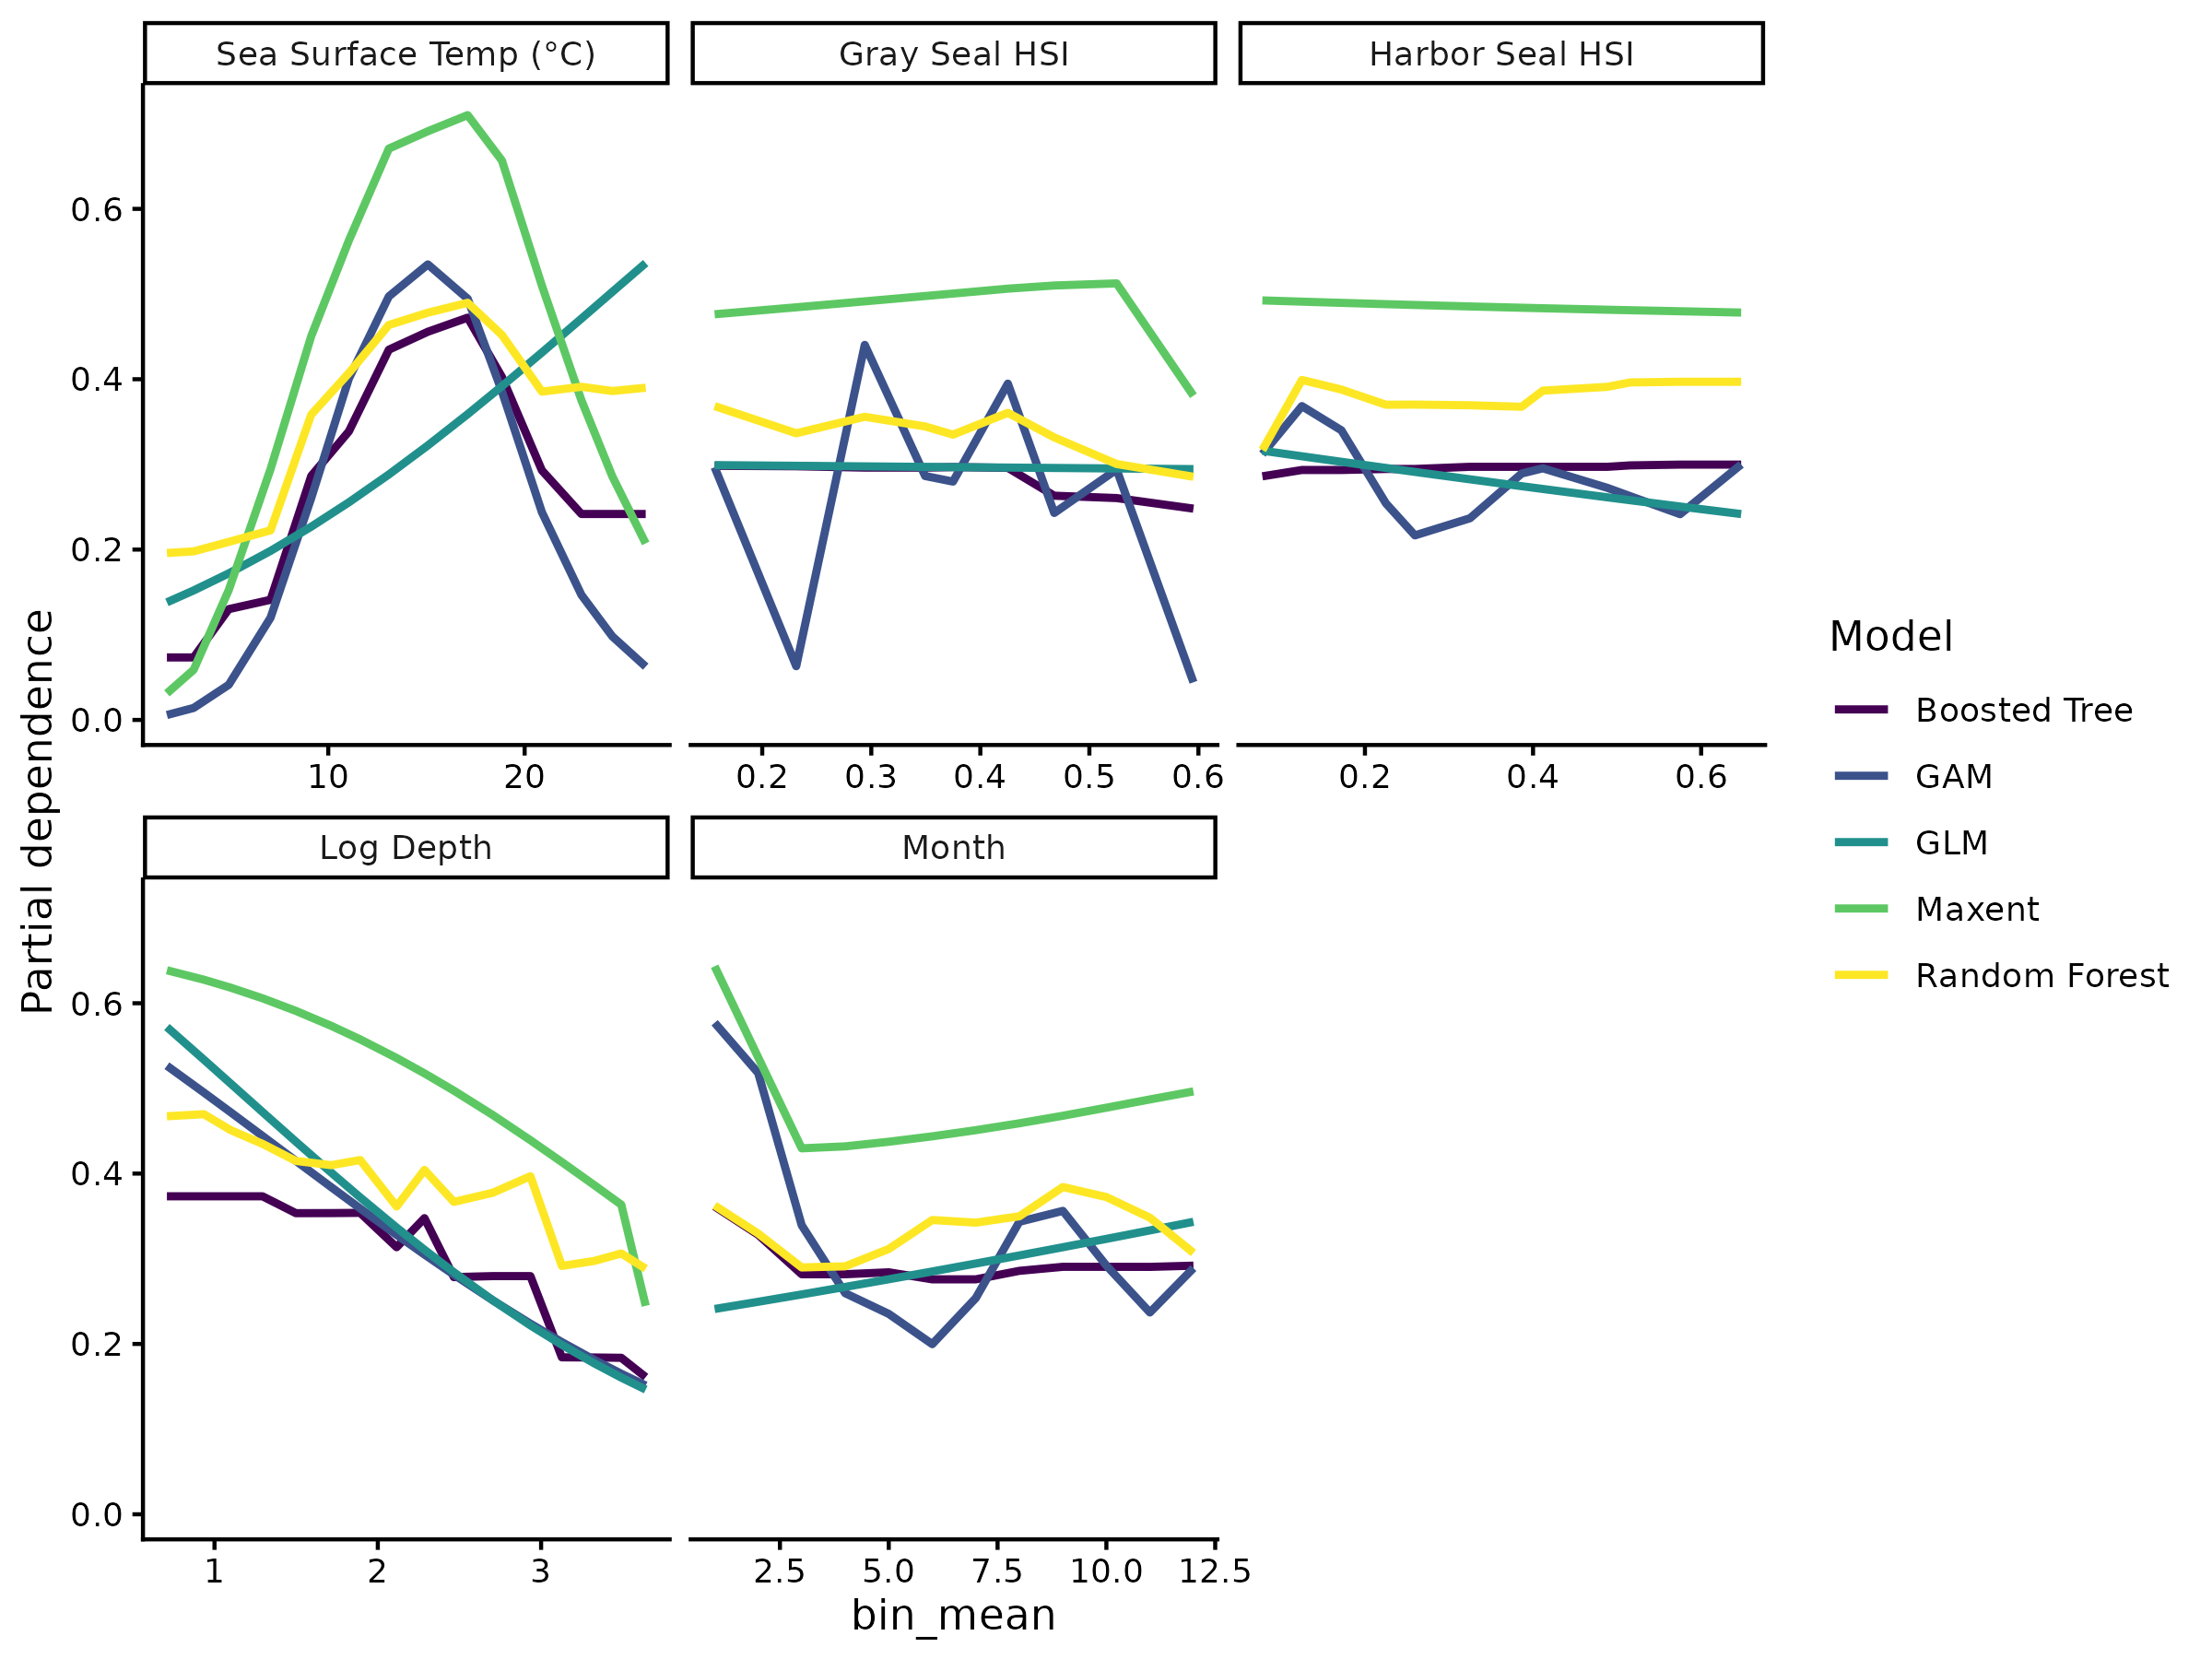 Sea Surface Temp (°C)
Gray Seal HSI
Harbor Seal HSI
0.6
0.4
0.2
0.0
10 20
0.2 0.3 0.4 0.5 0.6
0.2 0.4 0.6
Partial dependence
Log Depth
Month
0.6
0.4
0.2
0.0
1 2 3
2.5 5.0 7.5 10.0 12.5
bin_mean
Model
Boosted Tree
GAM
GLM
Maxent
Random Forest